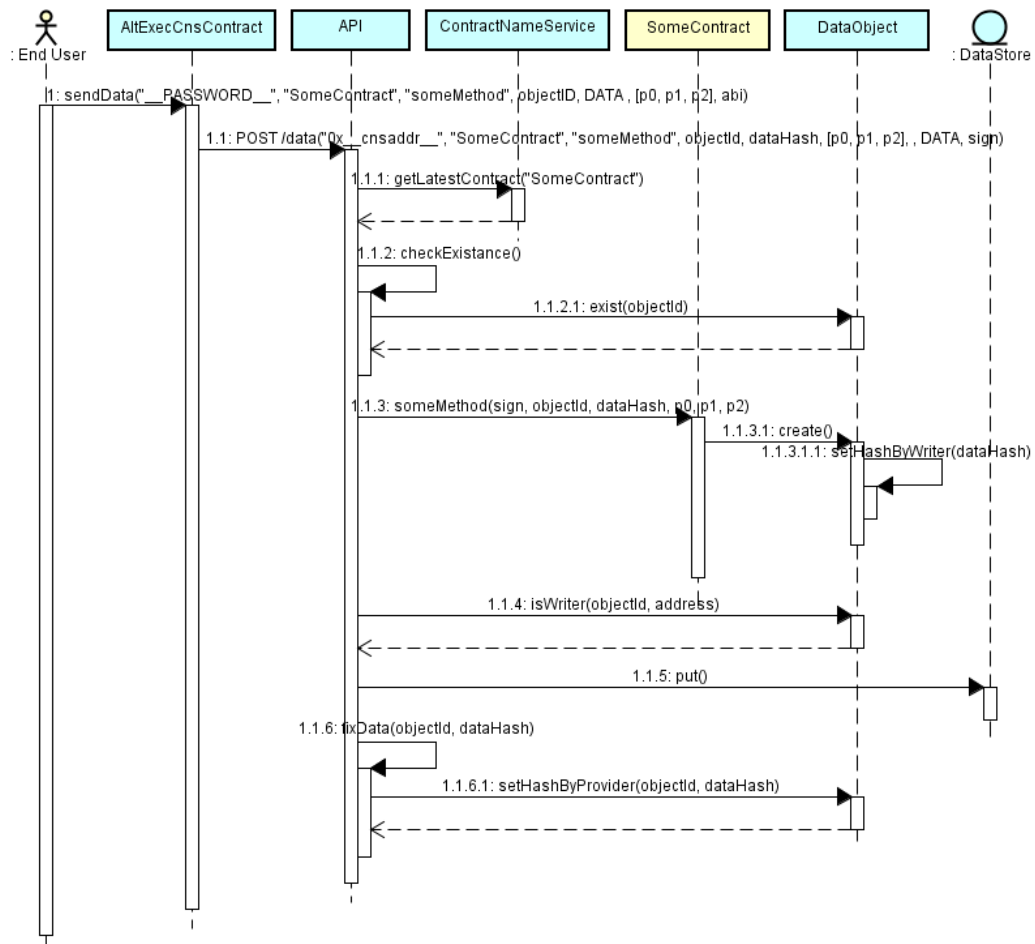 AltExecCnsContract
API
ContractNameService
SomeContract
DataObject
: End User
: DataStore
1: sendData("__PASSWORD__", "SomeContract", "someMethod", objectID, DATA , [p0, p1, p2], abi)
1.1: POST /data("0x__cnsaddr__", "SomeContract", "someMethod", objectId, dataHash, [p0, p1, p2], , DATA, sign)
1.1.1: getLatestContract("SomeContract")
1.1.2: checkExistance()
1.1.2.1: exist(objectId)
1.1.3: someMethod(sign, objectId, dataHash, p0, p1, p2)
1.1.3.1: create()
1.1.3.1.1: setHashByWriter(dataHash)
1.1.4: isWriter(objectId, address)
1.1.5: put()
1.1.6: fixData(objectId, dataHash)
1.1.6.1: setHashByProvider(objectId, dataHash)